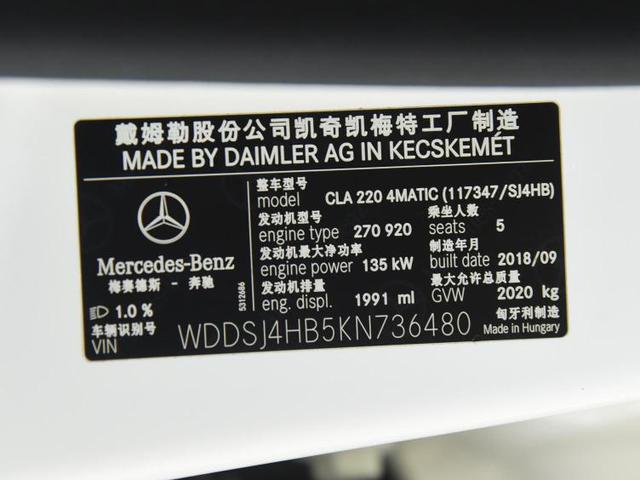 戴姆勒股份公司凯奇凯梅特工厂制造
MADE BY DAIMLER AG IN KECSKEMÉT
整车型号
model CLA 220 4MATIC (117347/SJ4HB)
发动机型号 乘坐人数
engine type 270 920 seats 5
发动机最大净功率 制造年月
engine power 135 kW built date 2018/09
发动机排量 最大允许总质量
eng. displ. 1991 ml GVW 2020 kg
Mercedes-Benz
梅赛德斯 - 奔驰
5312686
1.0 %
车辆识别号
VIN WDDSJ4HB5KN736480
匈牙利制造
Made in Hungary